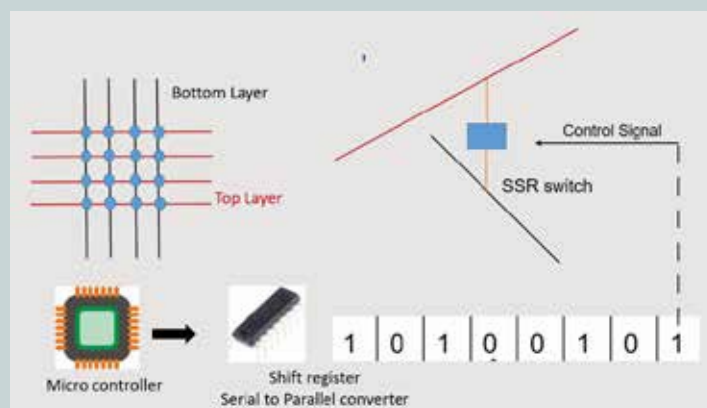 Bottom Layer
Top Layer
Control Signal
SSR switch
1 0 1 0 0 1 0 1
Micro controller
Shift register
Serial to Parallel converter